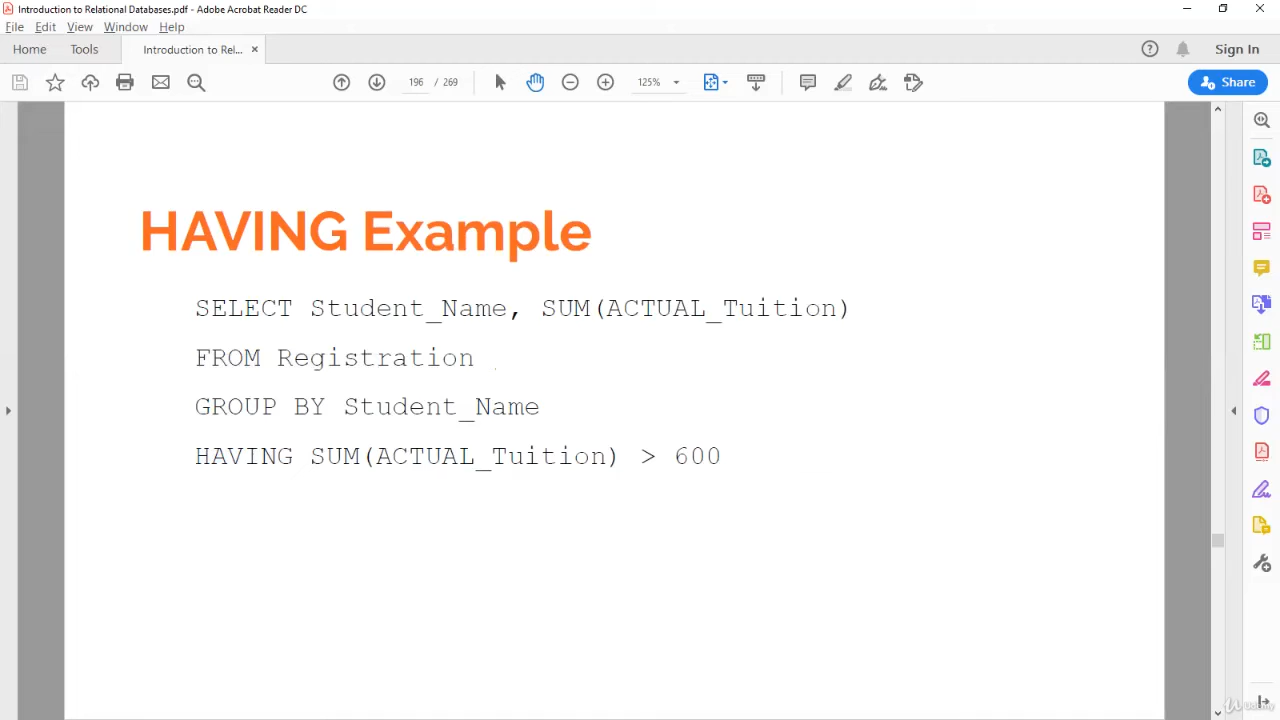 Introduction to Relational Databases.pdf - Adobe Acrobat Reader DC
File Edit View Window Help
Home Tools Introduction to Rel... × Sign In
196 / 269 125% Share
HAVING Example
SELECT Student_Name, SUM(ACTUAL_Tuition)
FROM Registration
GROUP BY Student_Name
HAVING SUM(ACTUAL_Tuition) > 600
Udemy